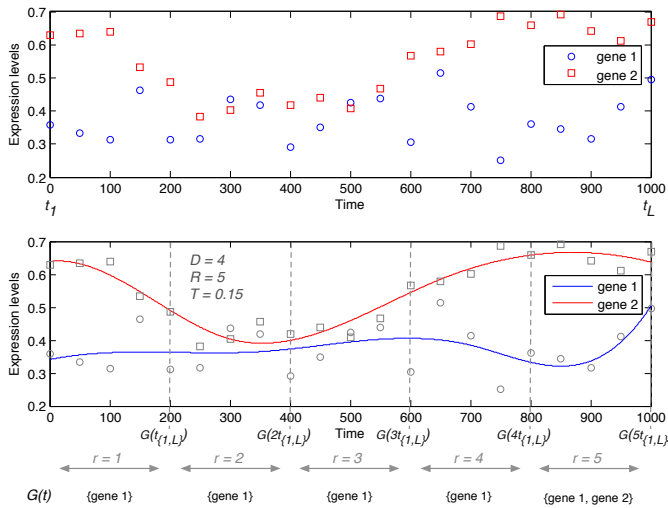 0.7
0.6
0.5
0.4
0.3
0.2
Expression levels
gene 1
gene 2
0 100 200 300 400 500 600 700 800 900 1000
t1 Time tL
0.7
0.6
0.5
0.4
0.3
0.2
Expression levels
D = 4
R = 5
T = 0.15
gene 1
gene 2
0 100 200 300 400 500 600 700 800 900 1000
G(t{1,L}) G(2t{1,L}) Time G(3t{1,L}) G(4t{1,L}) G(5t{1,L})
r = 1 r = 2 r = 3 r = 4 r = 5
G(t) {gene 1} {gene 1} {gene 1} {gene 1} {gene 1, gene 2}